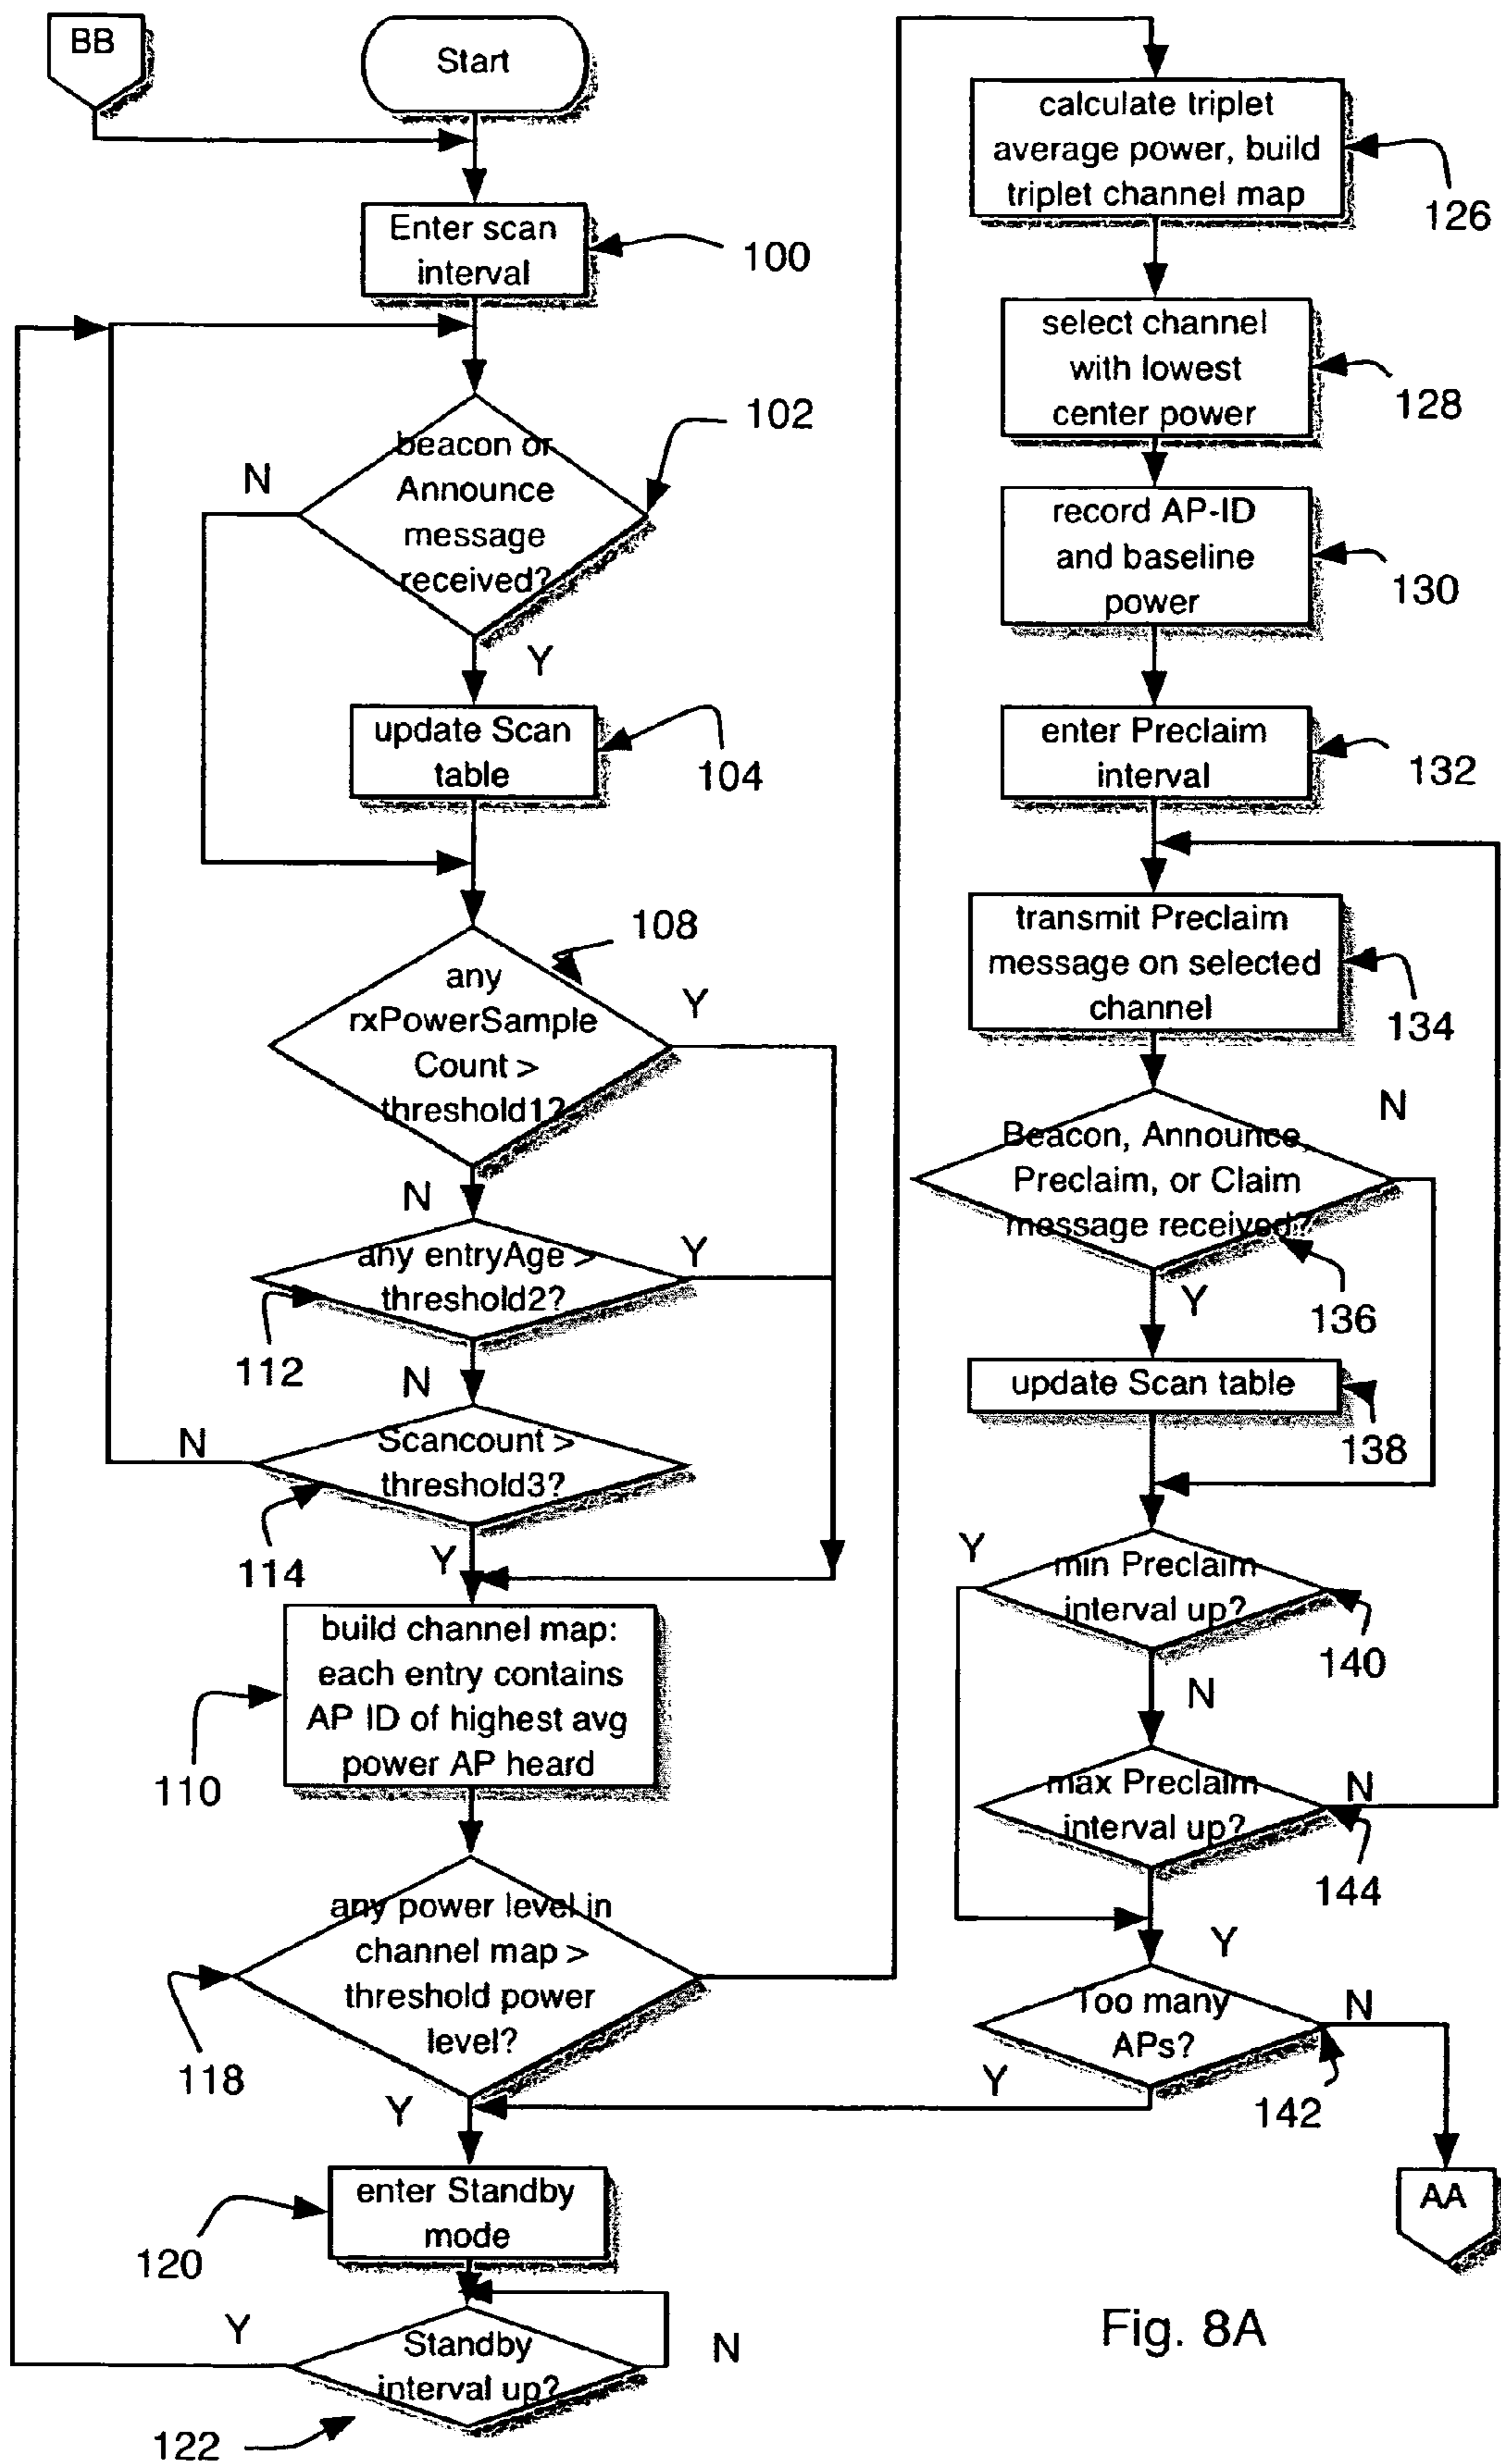 BB
Start
Enter scan
interval
100
beacon or
Announce
message
received?
102
N
Y
update Scan
table
104
any
rxPowerSample
Count >
threshold1?
108
Y
N
any entryAge >
threshold2?
Y
112
N
Scancount >
threshold3?
N
114
Y
build channel map:
each entry contains
AP ID of highest avg
power AP heard
110
any power level in
channel map >
threshold power
level?
118
Y
enter Standby
mode
120
Standby
interval up?
Y
N
122
calculate triplet
average power, build
triplet channel map
126
select channel
with lowest
center power
128
record AP-ID
and baseline
power
130
enter Preclaim
interval
132
transmit Preclaim
message on selected
channel
134
Beacon, Announce,
Preclaim, or Claim
message received?
N
136
Y
update Scan table
138
min Preclaim
interval up?
Y
140
N
max Preclaim
interval up?
N
144
Y
Too many
APs?
N
Y
142
AA
Fig. 8A